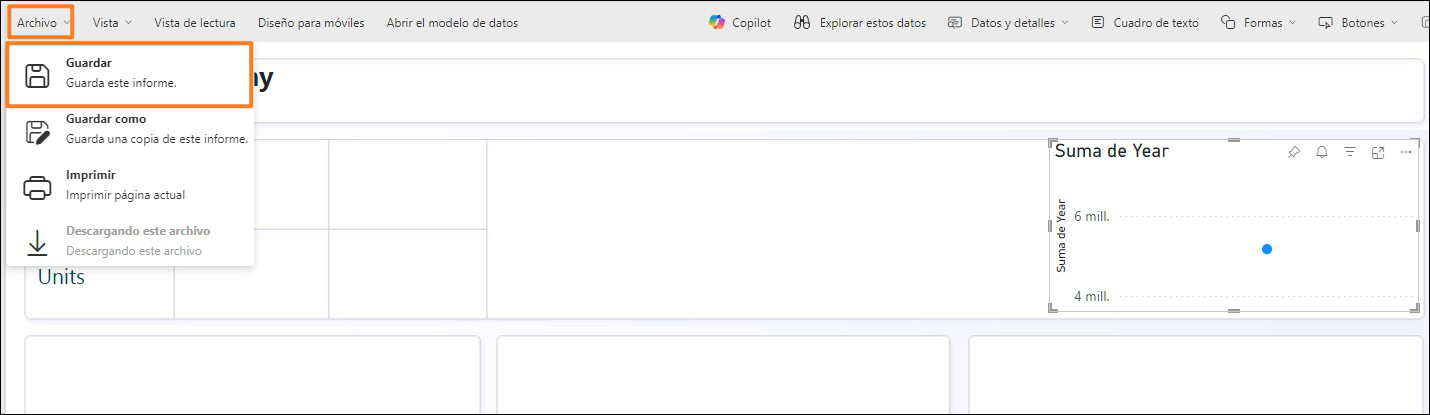 Archivo Vista Vista de lectura Diseño para móviles Abrir el modelo de datos Copilot Explorar estos datos Datos y detalles Cuadro de texto Formas Botones
Guardar
Guarda este informe.
Guardar como
Guarda una copia de este informe.
Imprimir
Imprimir página actual
Descargando este archivo
Descargando este archivo
Units
Suma de Year
Suma de Year
6 mill.
4 mill.